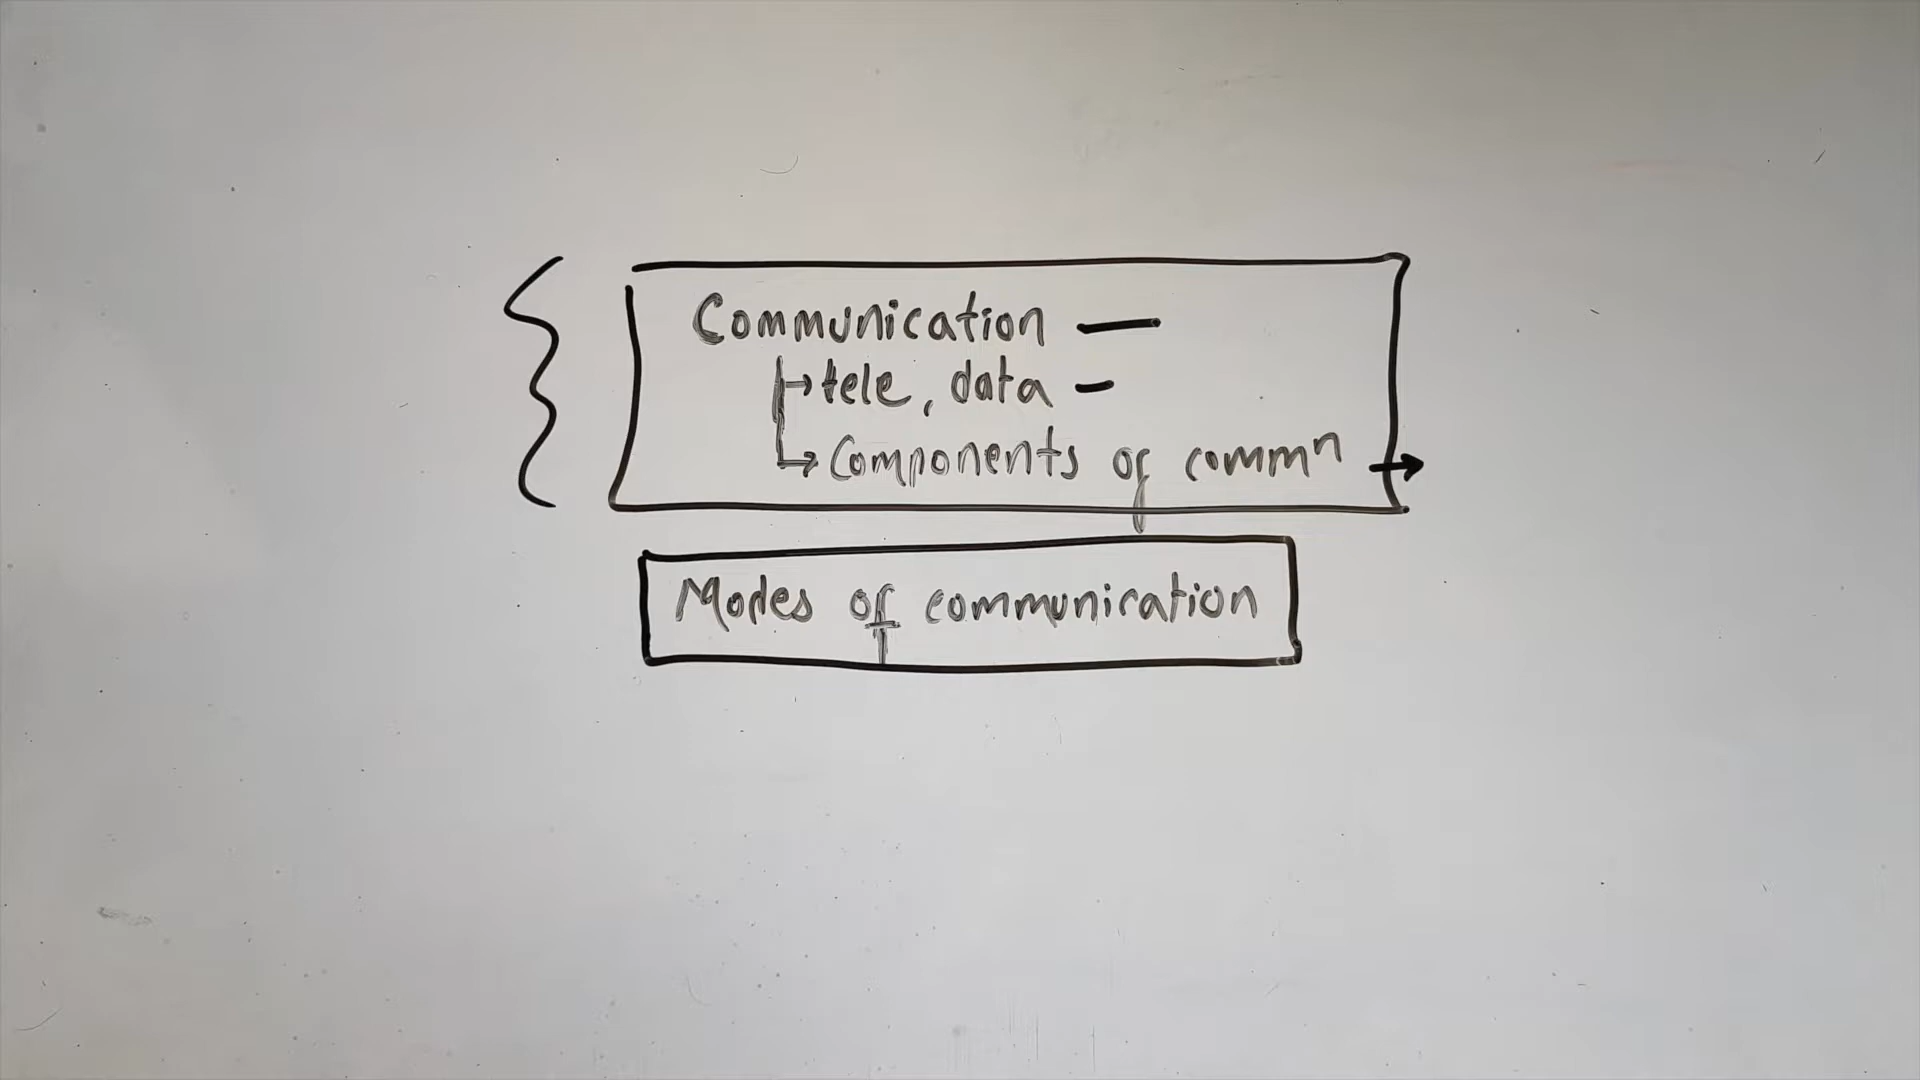 Communication —
→ tele, data -
→ Components of commn →
Modes of communication